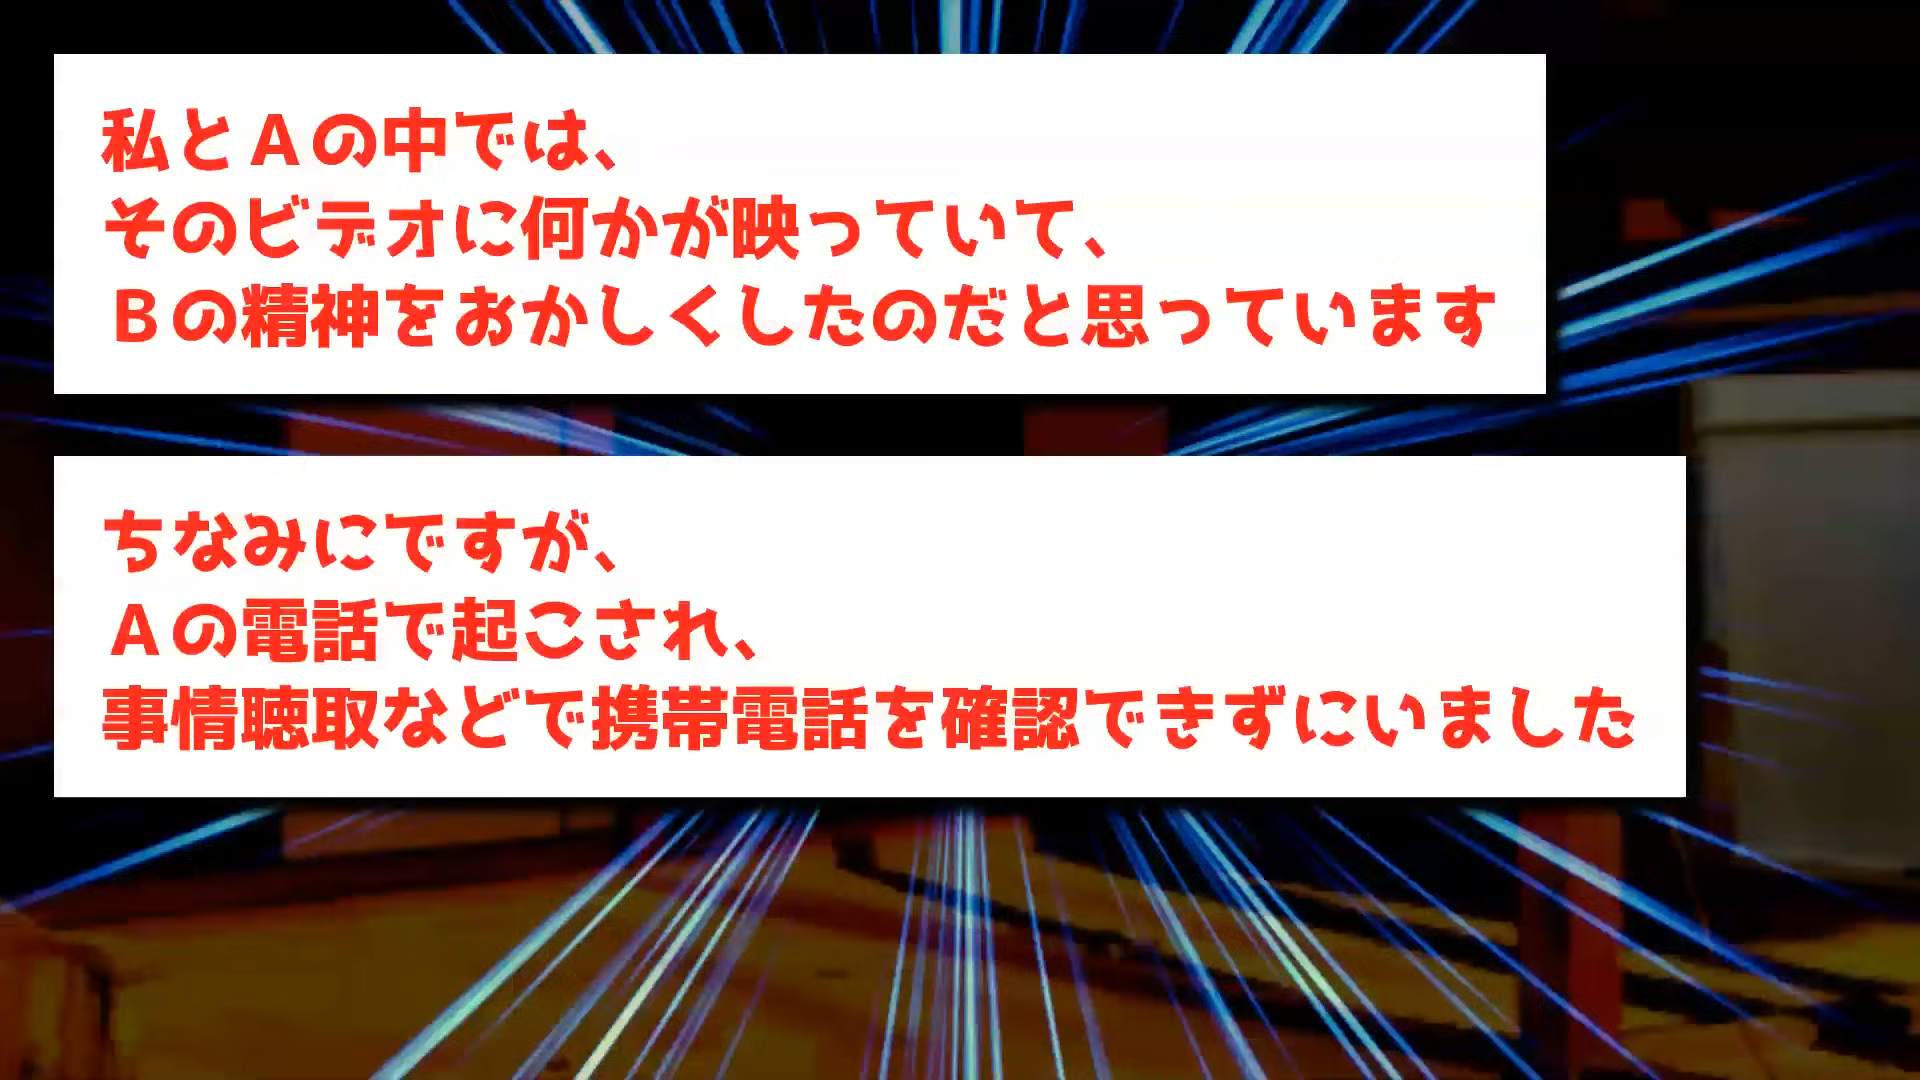 私とＡの中では、
そのビデオに何かが映っていて、
Ｂの精神をおかしくしたのだと思っています
ちなみにですが、
Ａの電話で起こされ、
事情聴取などで携帯電話を確認できずにいました